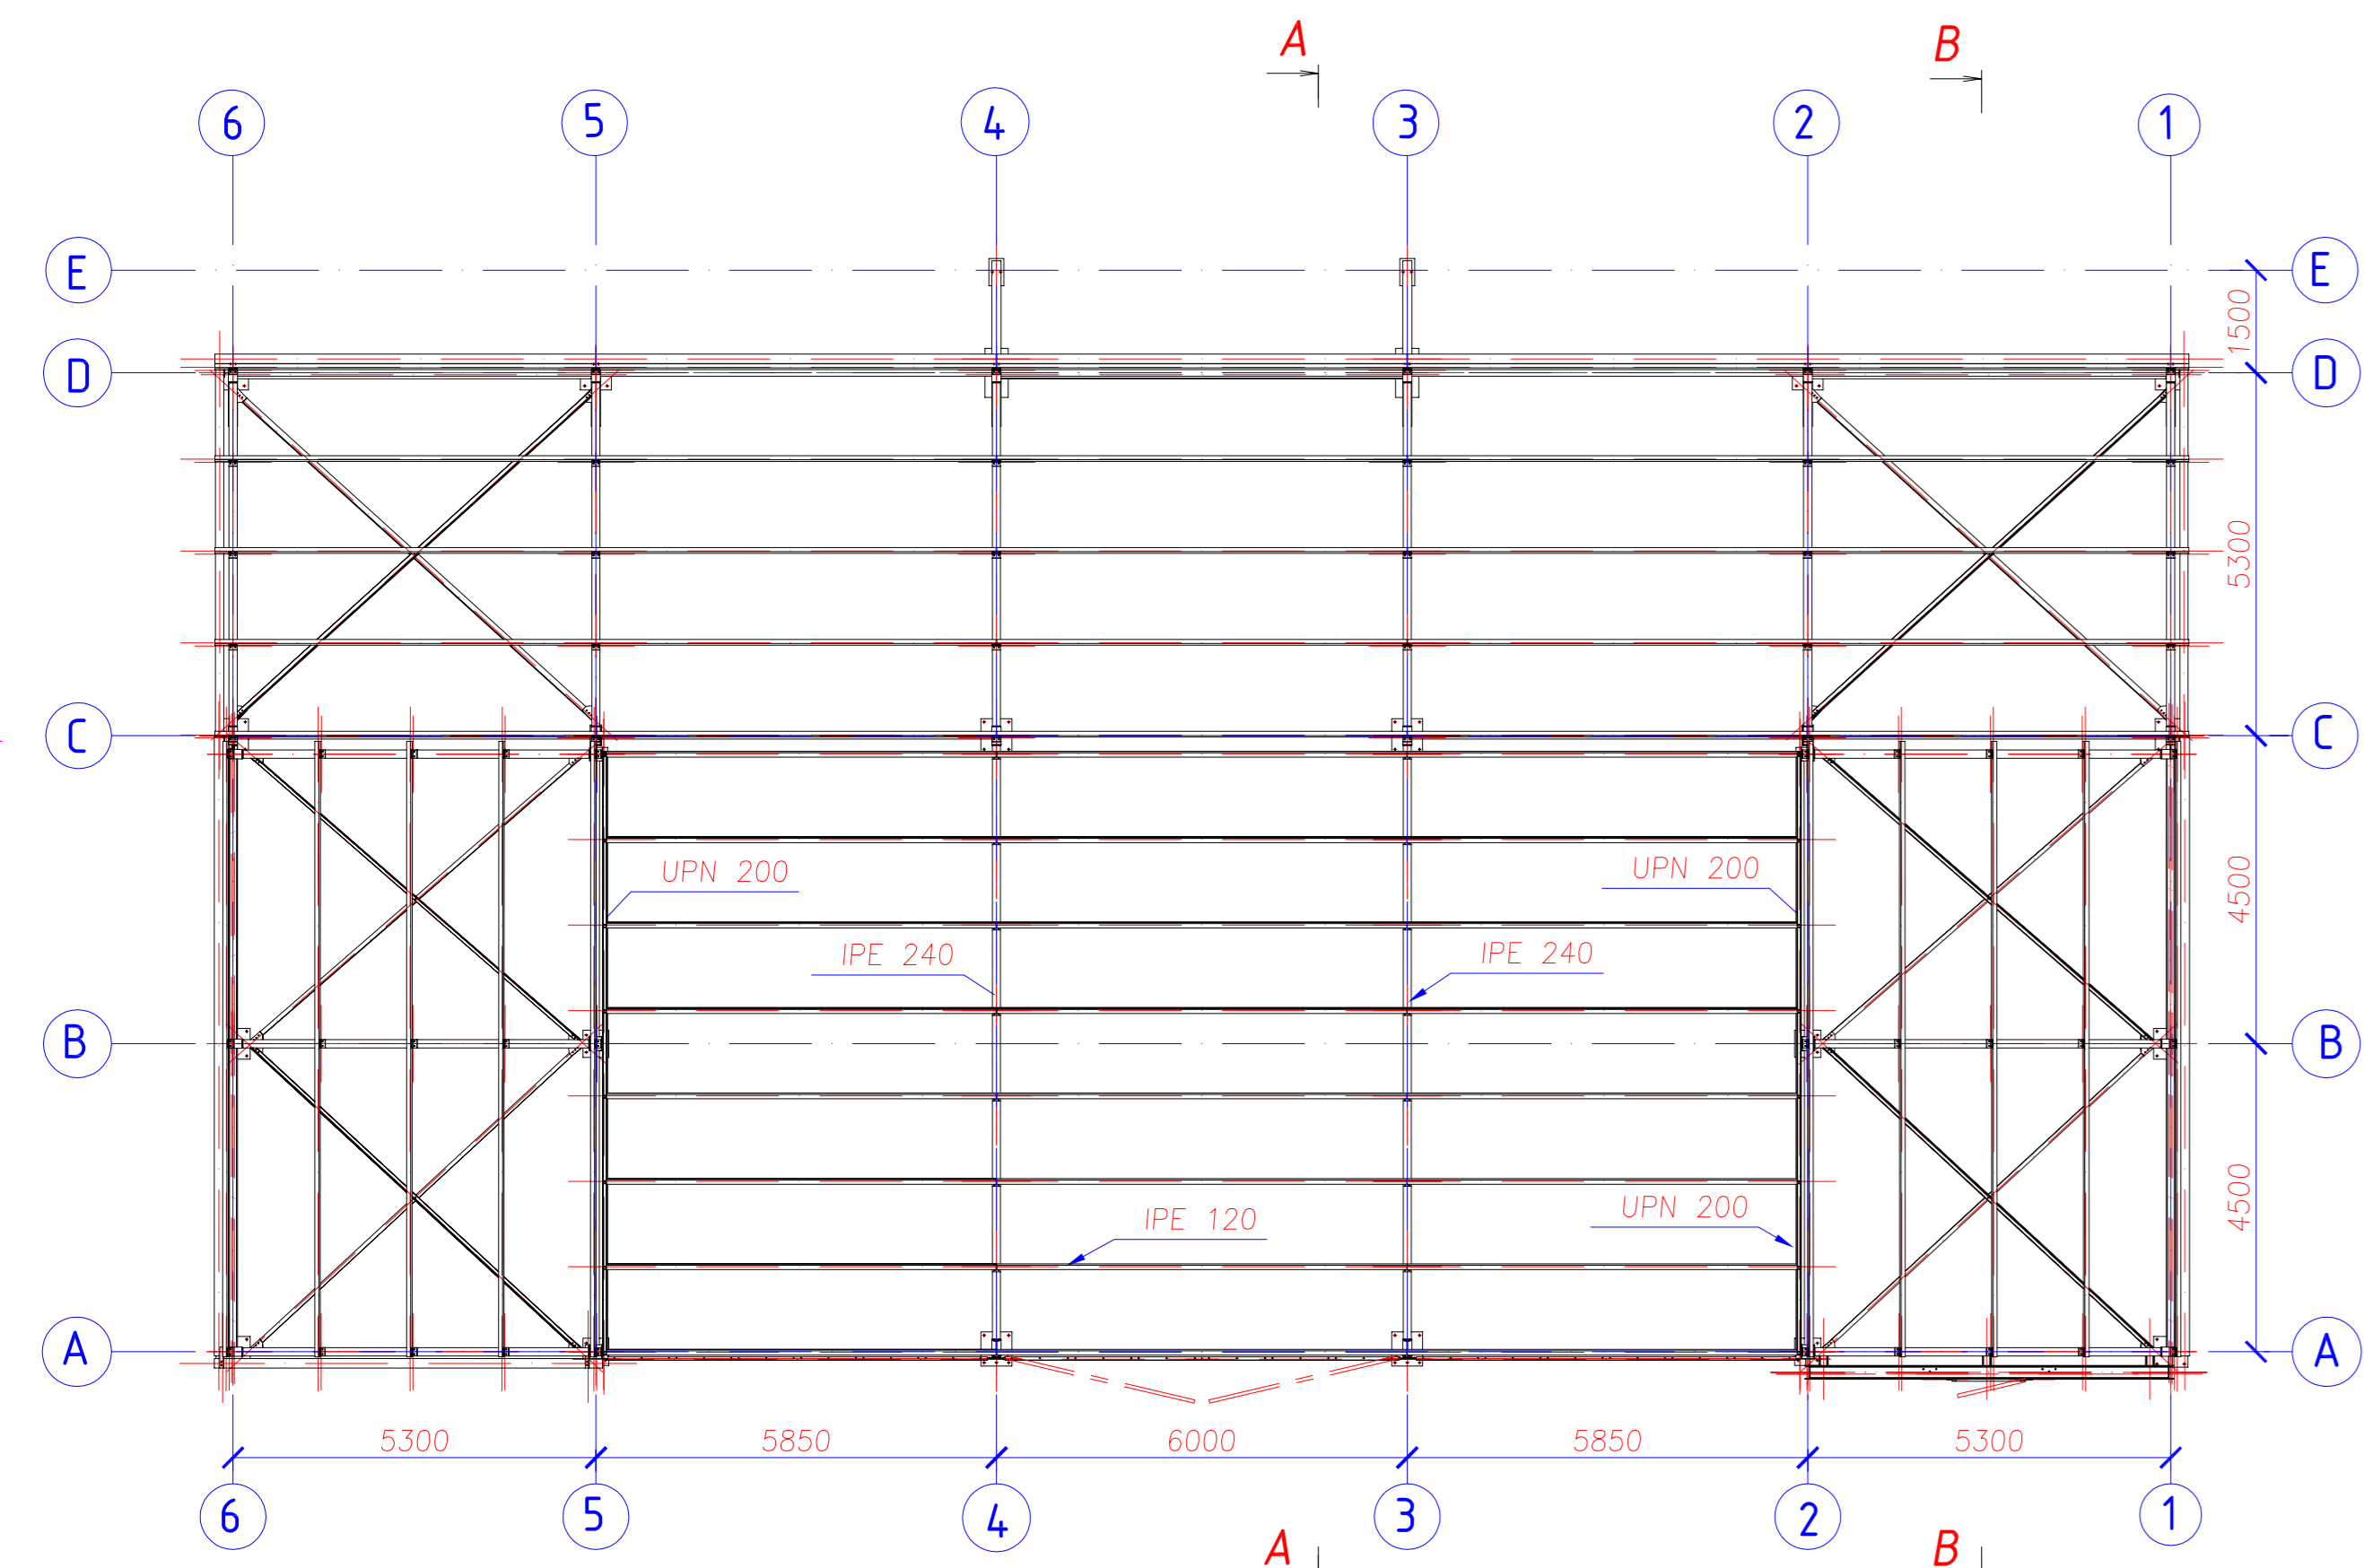 A B
6 5 4 3 2 1
E E
1500
D D
5300
C C
4500
UPN 200 UPN 200
IPE 240 IPE 240
B B
4500
UPN 200
IPE 120
A A
5300 5850 6000 5850 5300
6 5 4 3 2 1
A B